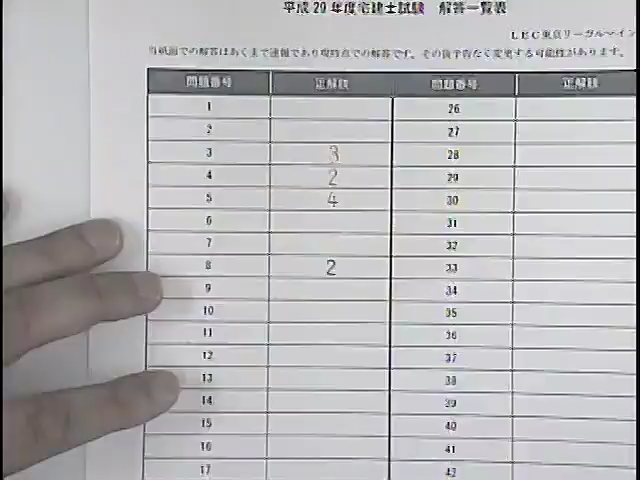 平成29年度宅建士試験 解答一覧表
LEC東京リーガルマイン
当紙面での解答はあくまで速報であり現時点での解答です。その後予告なく変更する可能性があります。
問題番号 正解肢 問題番号 正解肢
1 26
2 27
3 3 28
4 2 29
5 4 30
6 31
7 32
8 2 33
9 34
10 35
11 36
12 37
13 38
14 39
15 40
16 41
17 42